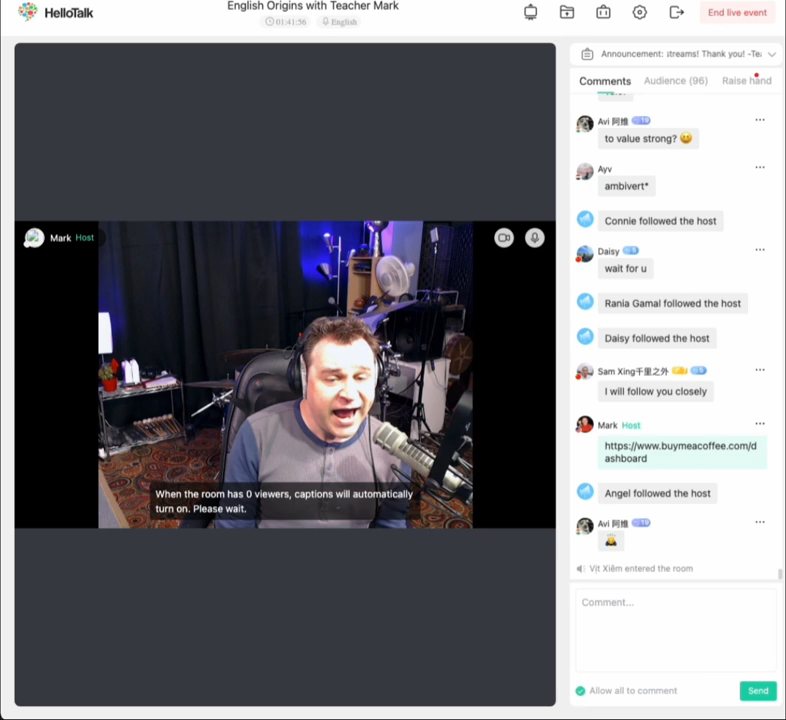 HelloTalk
English Origins with Teacher Mark
01:41:56
English
End live event
Announcement: streams! Thank you! -Tea
Comments
Audience (96)
Raise hand
Avi 阿维
to value strong? 😄
Ayv
ambivert*
Connie followed the host
Daisy
wait for u
Rania Gamal followed the host
Daisy followed the host
Sam Xing千里之外
I will follow you closely
Mark Host
https://www.buymeacoffee.com/d
ashboard
Angel followed the host
Avi 阿维
Vịt Xiêm entered the room
Mark Host
When the room has 0 viewers, captions will automatically
turn on. Please wait.
Comment...
Allow all to comment
Send